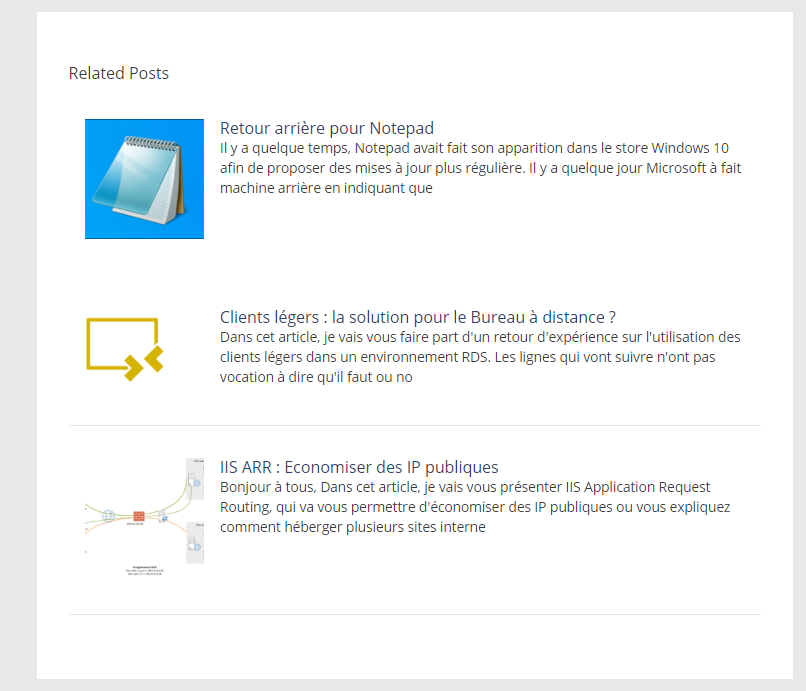 Related Posts
Retour arrière pour Notepad
Il y a quelque temps, Notepad avait fait son apparition dans le store Windows 10
afin de proposer des mises à jour plus régulière. Il y a quelque jour Microsoft à fait
machine arrière en indiquant que
Clients légers : la solution pour le Bureau à distance ?
Dans cet article, je vais vous faire part d'un retour d'expérience sur l'utilisation des
clients légers dans un environnement RDS. Les lignes qui vont suivre n'ont pas
vocation à dire qu'il faut ou no
IIS ARR : Economiser des IP publiques
Bonjour à tous, Dans cet article, je vais vous présenter IIS Application Request
Routing, qui va vous permettre d'économiser des IP publiques ou vous expliquez
comment héberger plusieurs sites interne